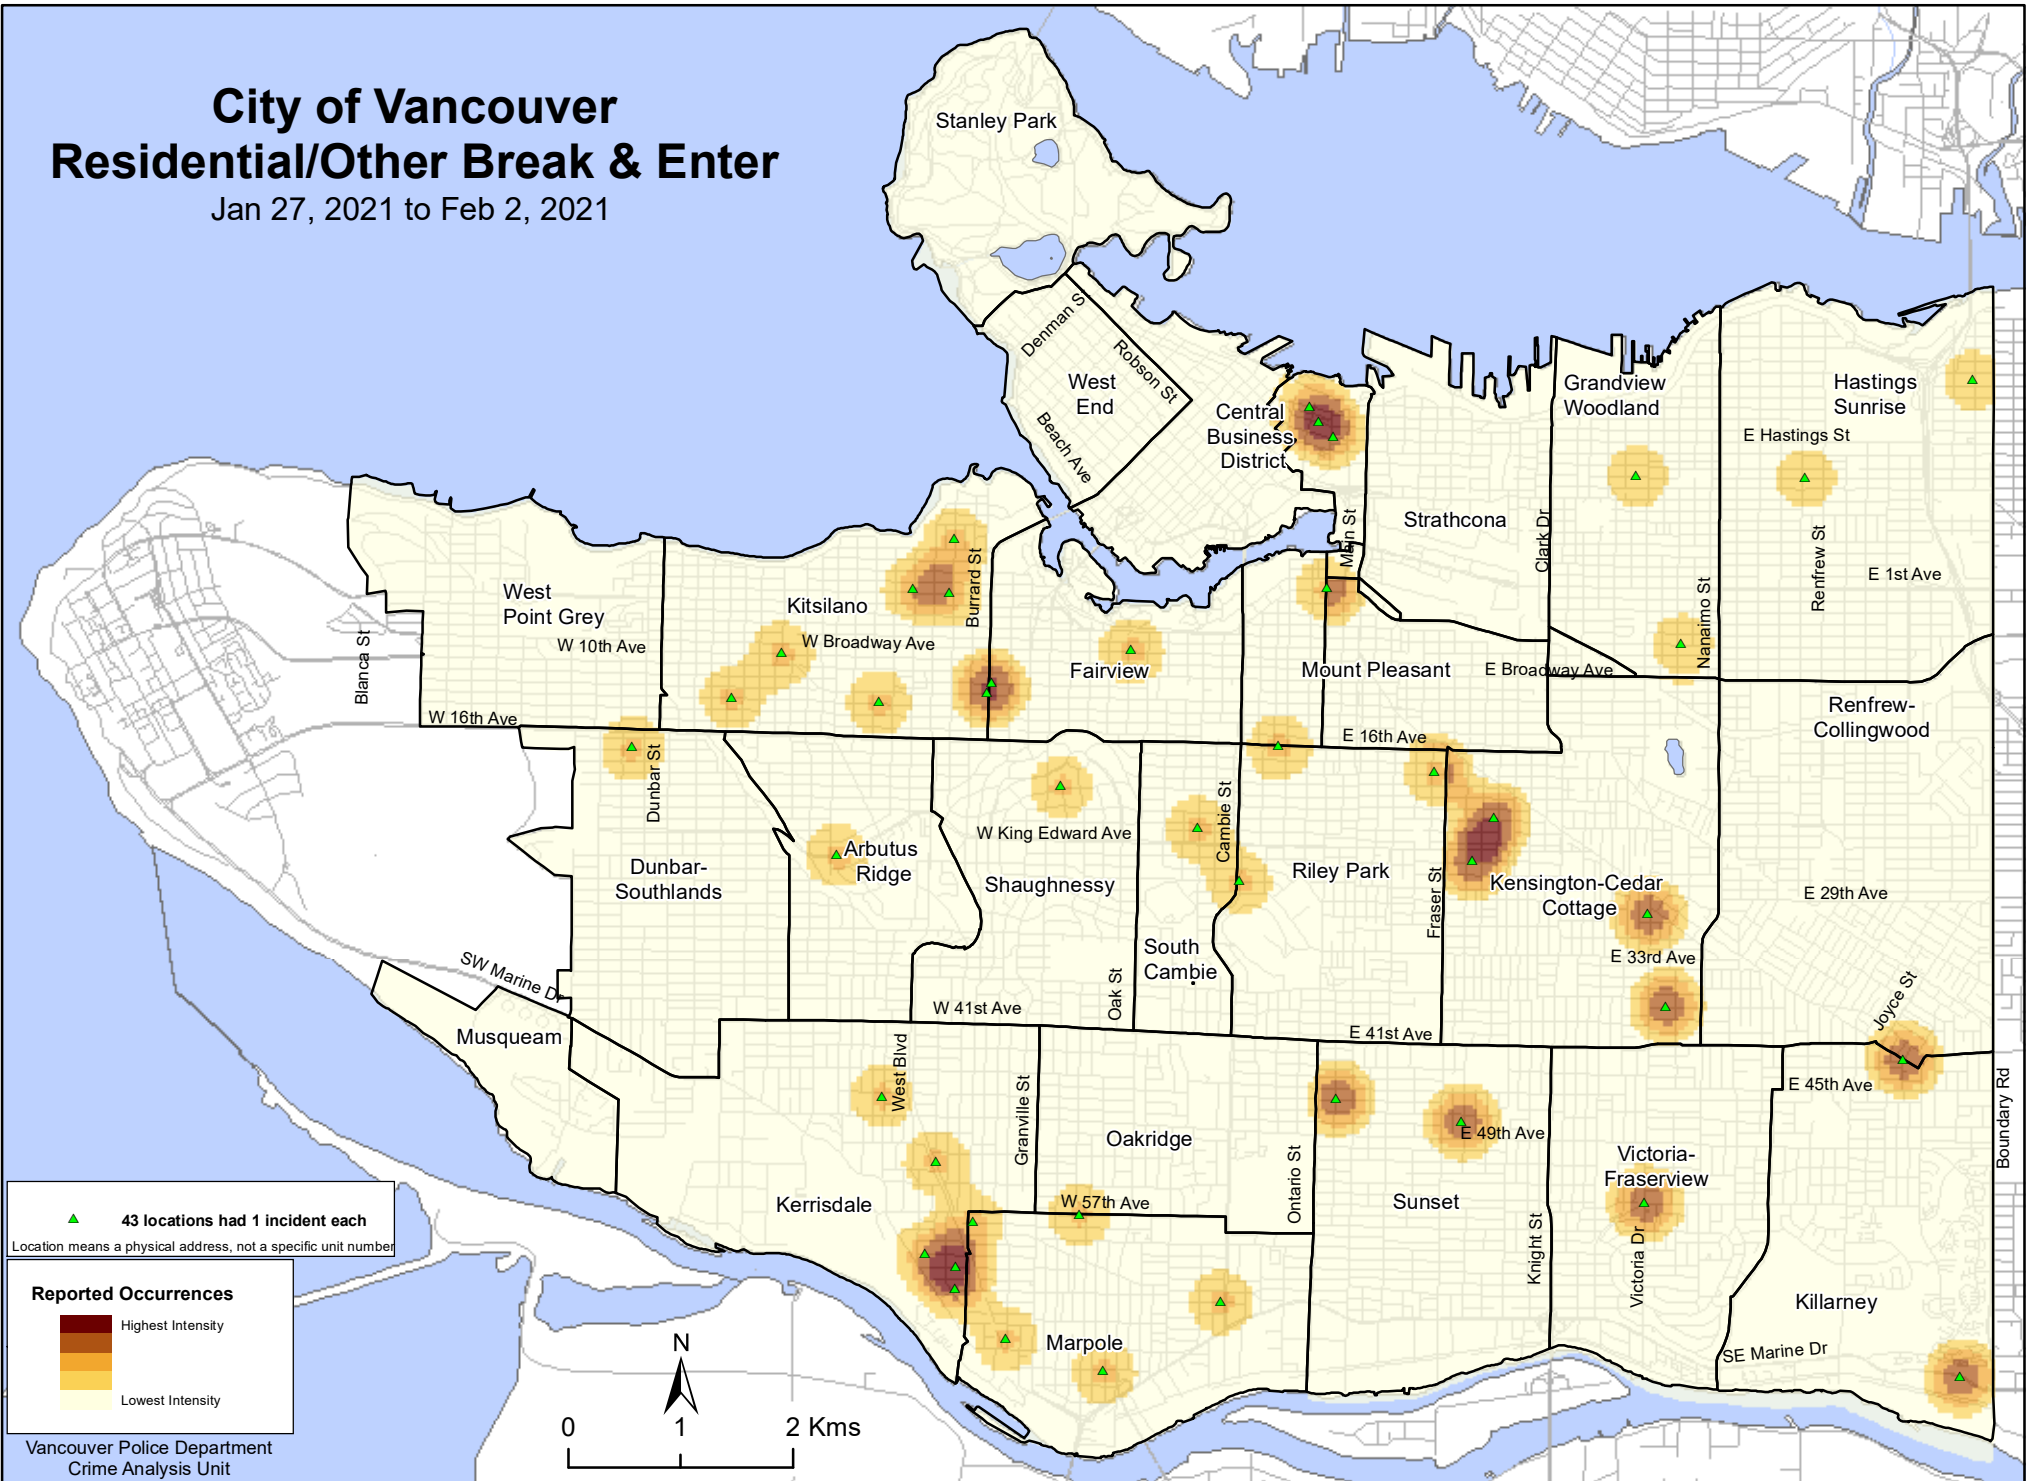 City of Vancouver
Residential/Other Break & Enter
Jan 27, 2021 to Feb 2, 2021
Stanley Park
Denman S
Robson St
West
End
Beach Ave
Central
Business
District
Grandview
Woodland
Hastings
Sunrise
E Hastings St
Strathcona
Main St
Clark Dr
Renfrew St
E 1st Ave
Nanaimo St
West
Point Grey
Kitsilano
Burrard St
W 10th Ave
W Broadway Ave
Blanca St
Fairview
Mount Pleasant
E Broadway Ave
W 16th Ave
E 16th Ave
Renfrew-
Collingwood
Dunbar St
Cambie St
W King Edward Ave
Arbutus
Ridge
Dunbar-
Southlands
Shaughnessy
Riley Park
Fraser St
Kensington-Cedar
Cottage
E 29th Ave
South
Cambie
E 33rd Ave
SW Marine Dr
Oak St
W 41st Ave
E 41st Ave
Joyce St
Musqueam
West Blvd
Granville St
E 45th Ave
Boundary Rd
Oakridge
E 49th Ave
Victoria-
Fraserview
Ontario St
Kerrisdale
W 57th Ave
Sunset
Knight St
Victoria Dr
Killarney
Marpole
SE Marine Dr
43 locations had 1 incident each
Location means a physical address, not a specific unit number
Reported Occurrences
Highest Intensity
Lowest Intensity
N
0 1 2 Kms
Vancouver Police Department
Crime Analysis Unit